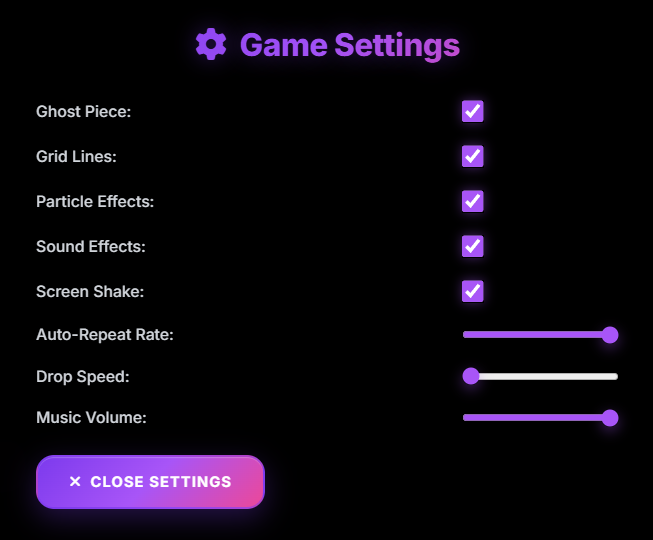 Game Settings
Ghost Piece:
Grid Lines:
Particle Effects:
Sound Effects:
Screen Shake:
Auto-Repeat Rate:
Drop Speed:
Music Volume:
✕ CLOSE SETTINGS